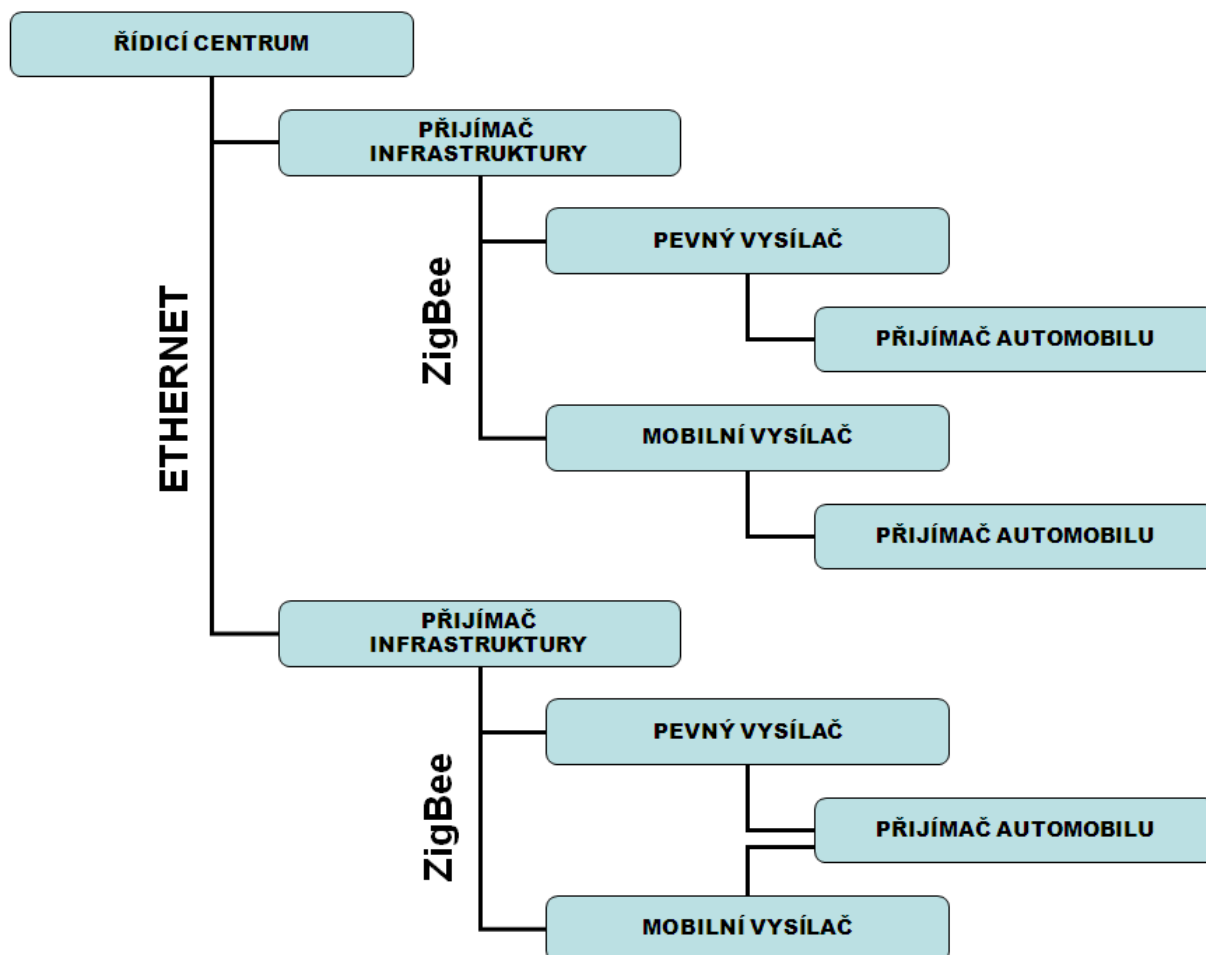 ŘÍDICÍ CENTRUM
PŘIJÍMAČ
INFRASTRUKTURY
PEVNÝ VYSÍLAČ
ZigBee
ETHERNET
PŘIJÍMAČ AUTOMOBILU
MOBILNÍ VYSÍLAČ
PŘIJÍMAČ AUTOMOBILU
PŘIJÍMAČ
INFRASTRUKTURY
PEVNÝ VYSÍLAČ
ZigBee
PŘIJÍMAČ AUTOMOBILU
MOBILNÍ VYSÍLAČ